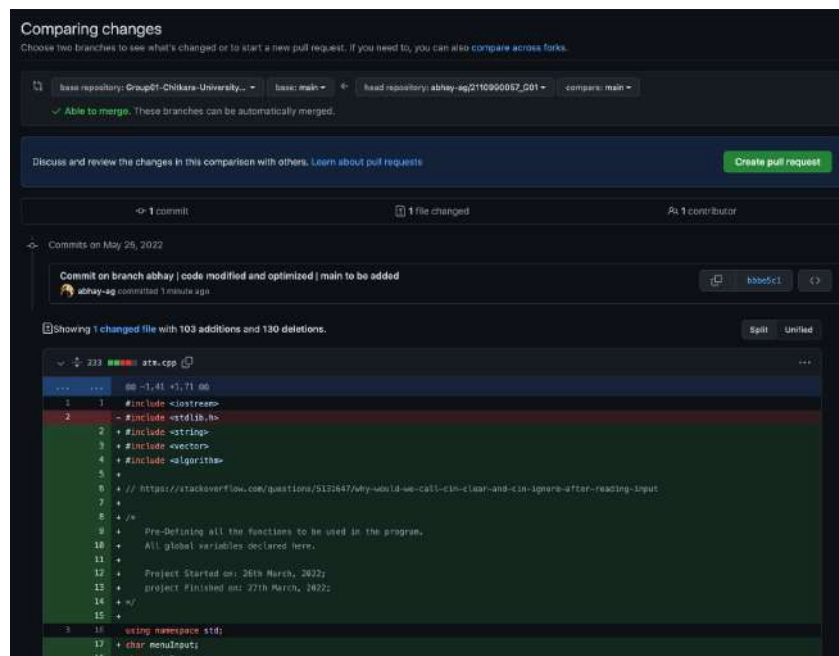 Comparing changes
Choose two branches to see what's changed or to start a new pull request. If you need to, you can also compare across forks.
base repository: Group01-Chitkara-University... base: main ← head repository: abhay-ag/2110990057_G01 compare: main
✓ Able to merge. These branches can be automatically merged.
Discuss and review the changes in this comparison with others. Learn about pull requests Create pull request
1 commit 1 file changed 1 contributor
Commits on May 25, 2022
Commit on branch abhay | code modified and optimized | main to be added
abhay-ag committed 1 minute ago bbbe5c1 <>
Showing 1 changed file with 103 additions and 130 deletions. Split Unified
233 atm.cpp ...
... ... @@ -1,41 +1,71 @@
1 1 #include <iostream>
2 - #include <stdlib.h>
2 + #include <string>
3 + #include <vector>
4 + #include <algorithm>
5 +
6 + // https://stackoverflow.com/questions/5131647/why-would-we-call-cin-clear-and-cin-ignore-after-reading-input
7 +
8 + /*
9 + Pre-Defining all the functions to be used in the program.
10 + All global variables declared here.
11 +
12 + Project Started on: 26th March, 2022;
13 + project Finished on: 27th March, 2022;
14 + */
15 +
3 16 using namespace std;
17 + char menuInput;